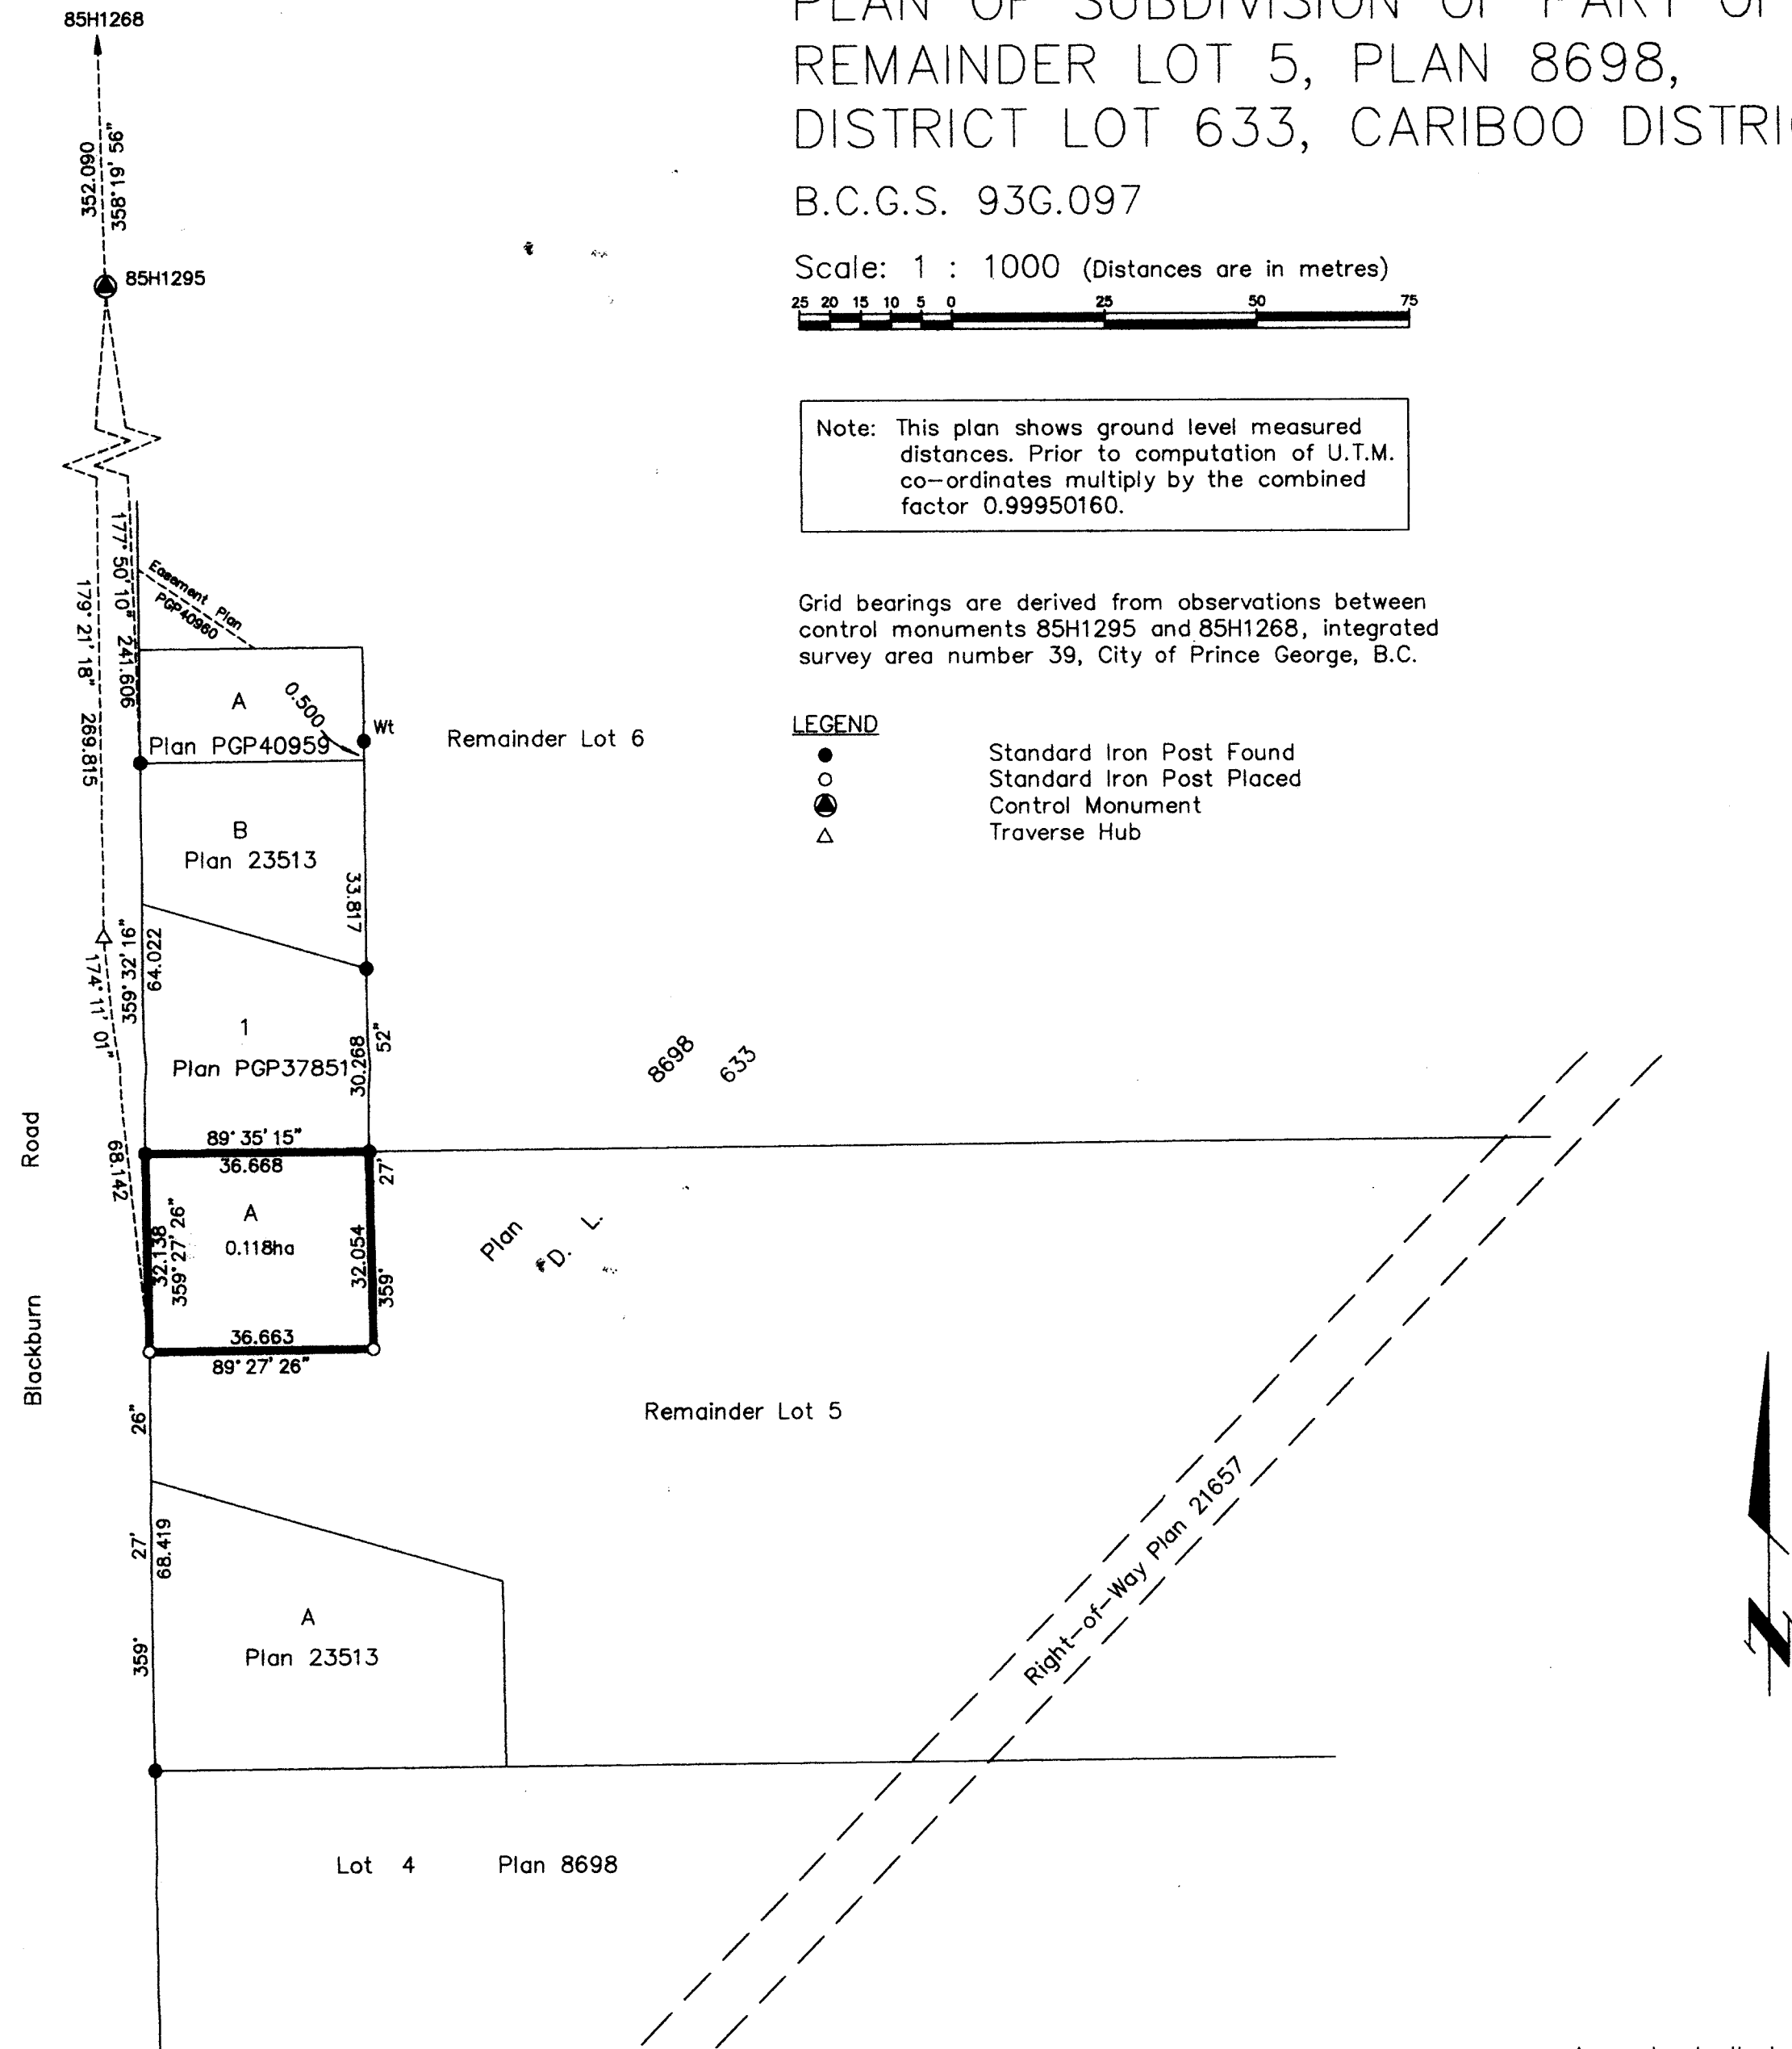 85H1268
PLAN OF SUBDIVISION OF PART OF
REMAINDER LOT 5, PLAN 8698,
DISTRICT LOT 633, CARIBOO DISTRI
B.C.G.S. 93G.097
352.090
358° 19' 56"
85H1295
Scale: 1 : 1000 (Distances are in metres)
25 20 15 10 5 0 25 50 75
Note: This plan shows ground level measured
distances. Prior to computation of U.T.M.
co-ordinates multiply by the combined
factor 0.99950160.
Grid bearings are derived from observations between
control monuments 85H1295 and 85H1268, integrated
survey area number 39, City of Prince George, B.C.
LEGEND
Standard Iron Post Found
Standard Iron Post Placed
Control Monument
Traverse Hub
177° 50' 10" 241.606
179° 21' 18" 269.815
Easement Plan
PGP40960
A
Plan PGP40959
0.500
Wt
Remainder Lot 6
B
Plan 23513
33.817
359° 32' 16"
64.022
174° 11' 01"
68.142
1
Plan PGP37851
30.268
52"
8698
633
Road
89° 35' 15"
36.668
27'
A
0.118ha
32.138
359° 27' 26"
32.054
359°
Plan
D. L.
36.663
89° 27' 26"
Blackburn
26"
Remainder Lot 5
27'
68.419
359°
A
Plan 23513
Right-of-Way Plan 21657
N
Lot 4 Plan 8698